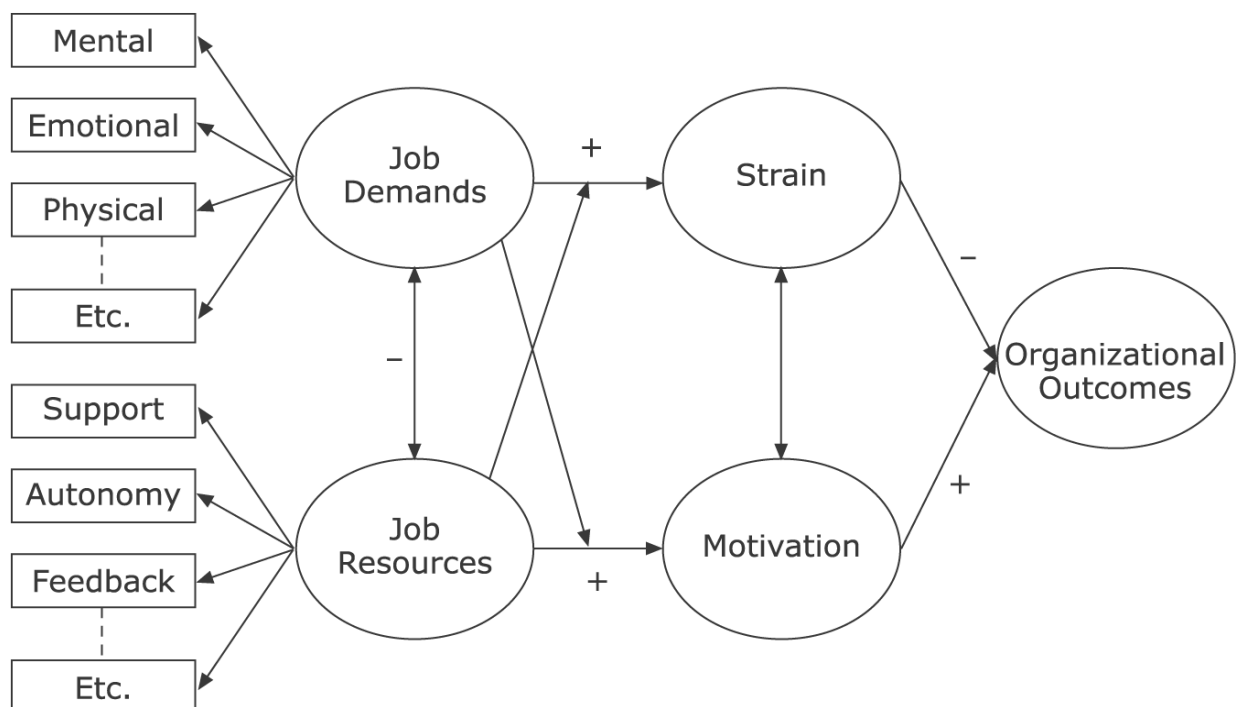 Mental
Emotional
Physical
Etc.
Support
Autonomy
Feedback
Etc.
Job
Demands
Job
Resources
+
–
+
Strain
Motivation
–
+
Organizational
Outcomes